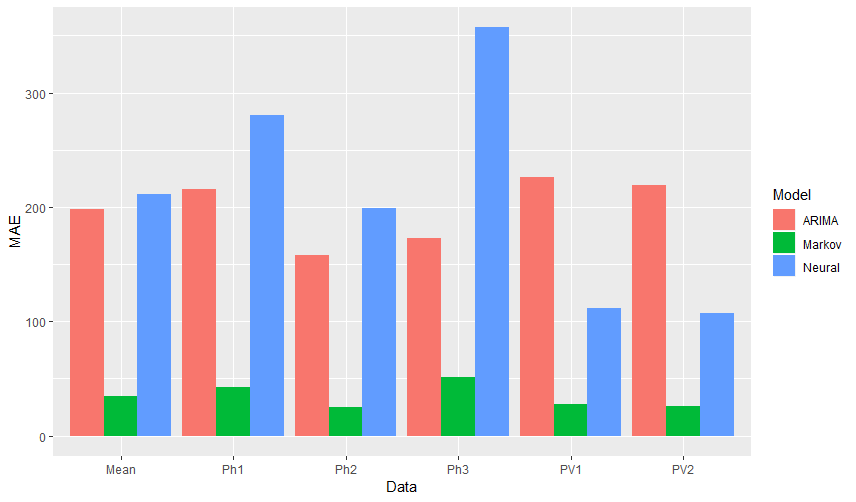 MAE
300
200
100
0
Mean Ph1 Ph2 Ph3 PV1 PV2
Data
Model
ARIMA
Markov
Neural